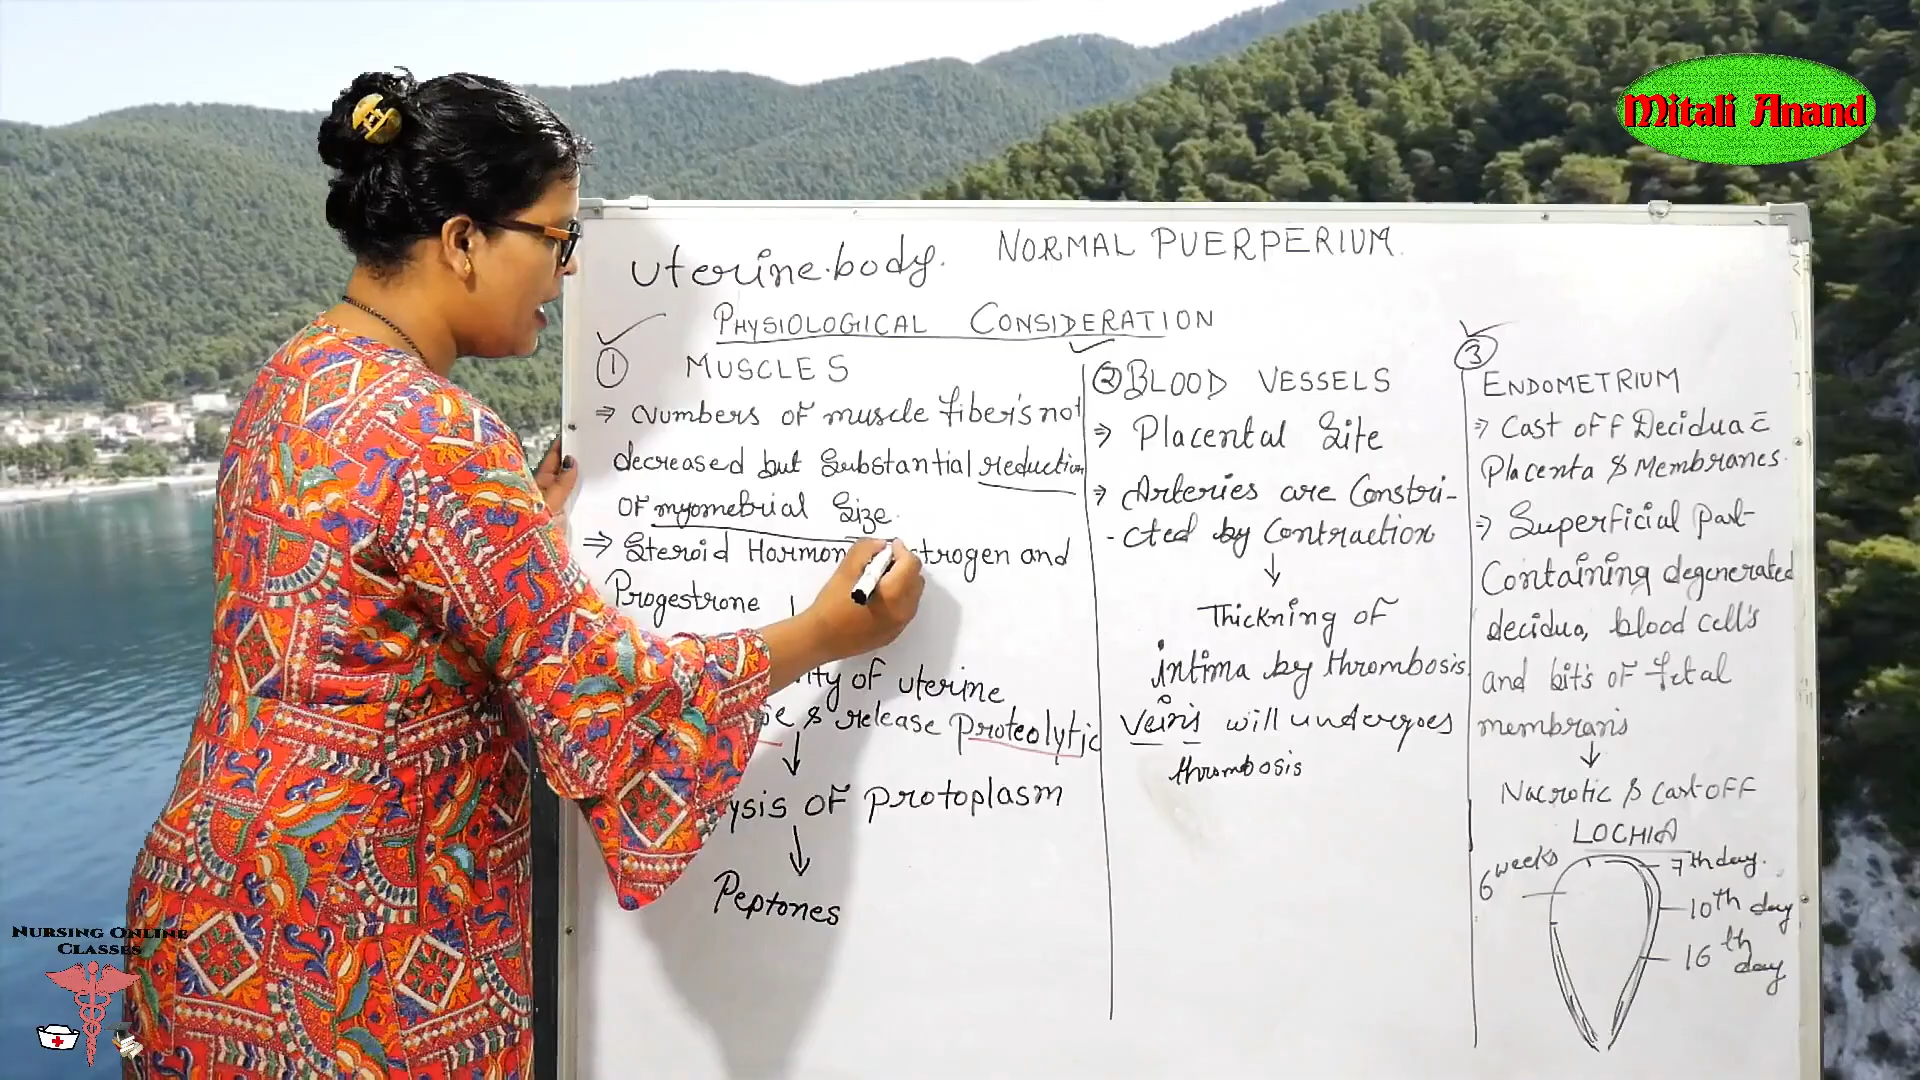 Mitali Anand
Uterine body. NORMAL PUERPERIUM.
PHYSIOLOGICAL CONSIDERATION
① MUSCLES
⇒ Numbers of muscle fiber's not
decreased but Substantial reduction
of myometrial Size.
⇒ Steroid Hormon trogen and
Progestrone
ity of uterine
& release proteolytic
ysis of protoplasm
Peptones
② BLOOD VESSELS
⇒ Placental Site
⇒ Arteries are Constri-
-cted by Contraction
Thickning of
intima by thrombosis
Veins will undergoes
thrombosis
③
ENDOMETRIUM
⇒ Cast off Decidua c̄
Placenta & Membranes.
⇒ Superficial part
Containing degenerated
decidua, blood cell's
and bits of fetal
membrans
Nacrotic & Cast OFF
LOCHIA
6 weeks
7th day.
10th day
16th day
NURSING ONLINE
CLASSES